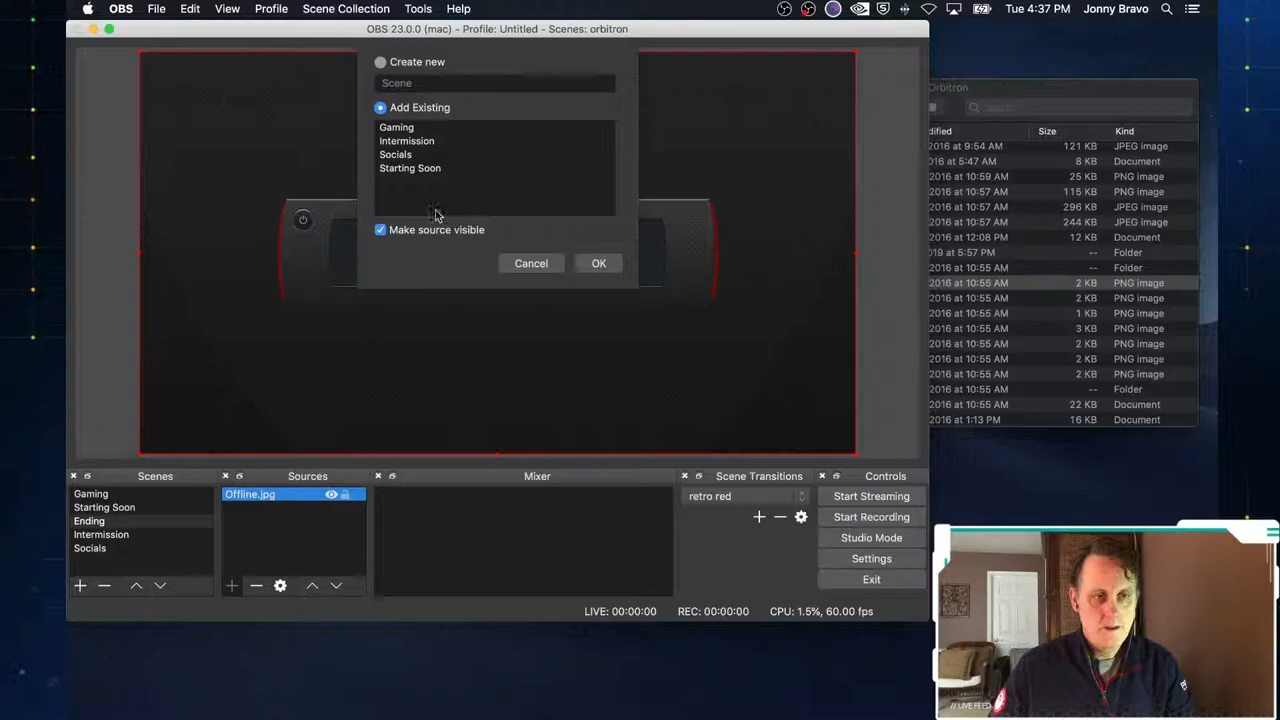 OBS File Edit View Profile Scene Collection Tools Help
Tue 4:37 PM Jonny Bravo
OBS 23.0.0 (mac) - Profile: Untitled - Scenes: orbitron
Create new
Scene
Add Existing
Gaming
Intermission
Socials
Starting Soon
Make source visible
Cancel OK
Orbitron
dified Size Kind
2016 at 9:54 AM 121 KB JPEG image
2016 at 5:47 AM 8 KB Document
2016 at 10:59 AM 25 KB PNG image
2016 at 10:57 AM 115 KB PNG image
2016 at 10:57 AM 296 KB JPEG image
2016 at 10:57 AM 244 KB JPEG image
2016 at 12:08 PM 12 KB Document
2019 at 5:57 PM -- Folder
2016 at 10:55 AM -- Folder
2016 at 10:55 AM 2 KB PNG image
2016 at 10:55 AM 2 KB PNG image
2016 at 10:55 AM 1 KB PNG image
2016 at 10:55 AM 3 KB PNG image
2016 at 10:55 AM 2 KB PNG image
2016 at 10:55 AM 2 KB PNG image
2016 at 10:55 AM 2 KB PNG image
2016 at 10:55 AM -- Folder
2016 at 10:55 AM 22 KB Document
2016 at 1:13 PM 16 KB Document
Scenes Sources Mixer Scene Transitions Controls
Gaming
Starting Soon
Ending
Intermission
Socials
Offline.jpg
retro red
Start Streaming
Start Recording
Studio Mode
Settings
Exit
LIVE: 00:00:00 REC: 00:00:00 CPU: 1.5%, 60.00 fps
// LIVE FEED